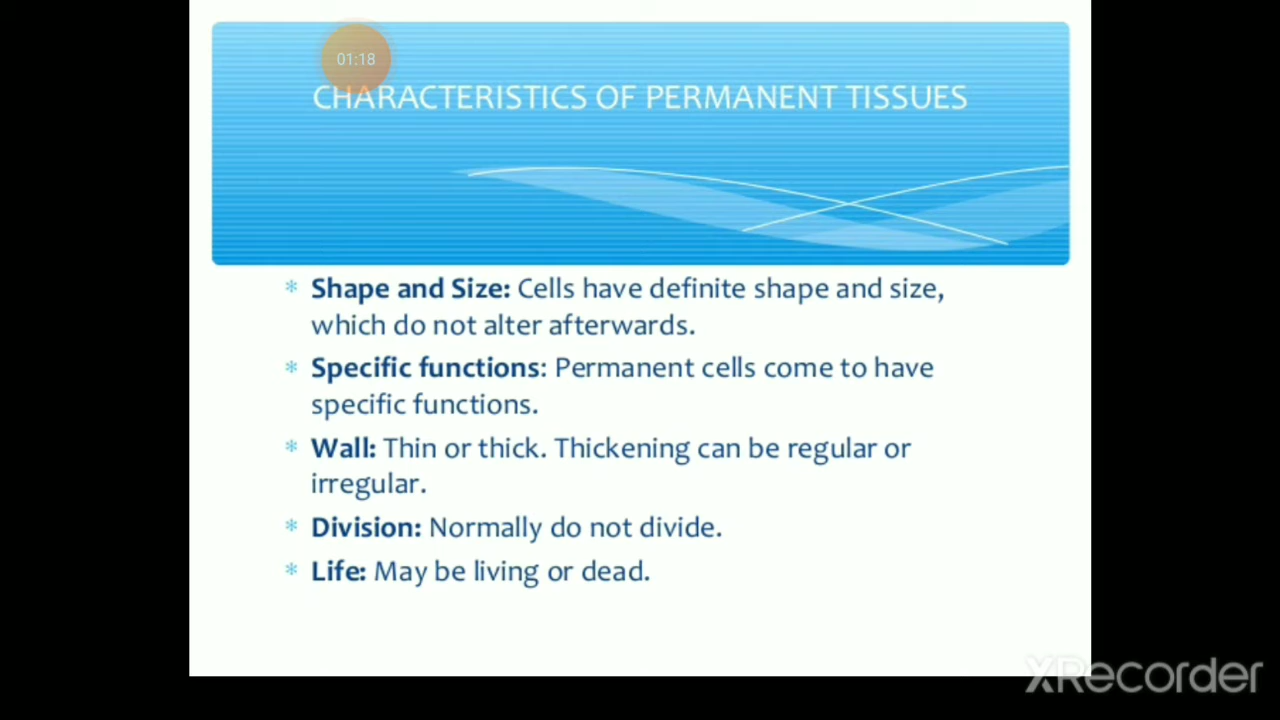 01:18
CHARACTERISTICS OF PERMANENT TISSUES
* Shape and Size: Cells have definite shape and size,
which do not alter afterwards.
* Specific functions: Permanent cells come to have
specific functions.
* Wall: Thin or thick. Thickening can be regular or
irregular.
* Division: Normally do not divide.
* Life: May be living or dead.
XRecorder